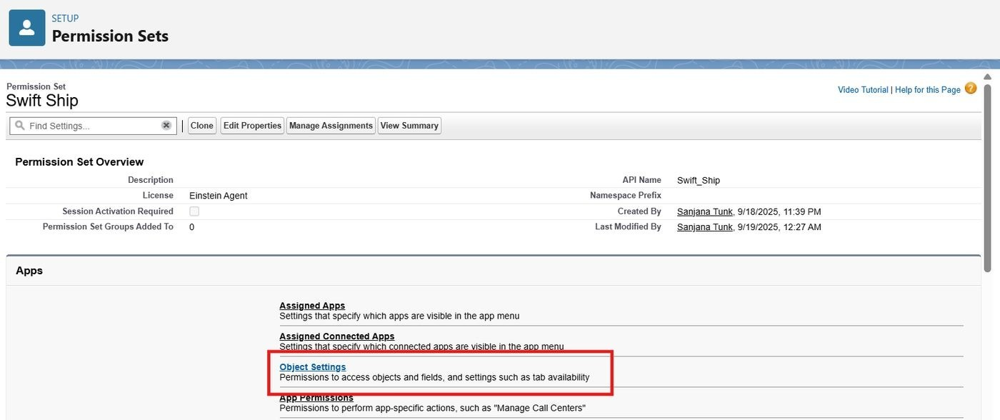 SETUP
Permission Sets
Permission Set
Swift Ship
Video Tutorial | Help for this Page ?
Find Settings... Clone Edit Properties Manage Assignments View Summary
Permission Set Overview
Description API Name Swift_Ship
License Einstein Agent Namespace Prefix
Session Activation Required Created By Sanjana Tunk, 9/18/2025, 11:39 PM
Permission Set Groups Added To 0 Last Modified By Sanjana Tunk, 9/19/2025, 12:27 AM
Apps
Assigned Apps
Settings that specify which apps are visible in the app menu
Assigned Connected Apps
Settings that specify which connected apps are visible in the app menu
Object Settings
Permissions to access objects and fields, and settings such as tab availability
App Permissions
Permissions to perform app-specific actions, such as "Manage Call Centers"